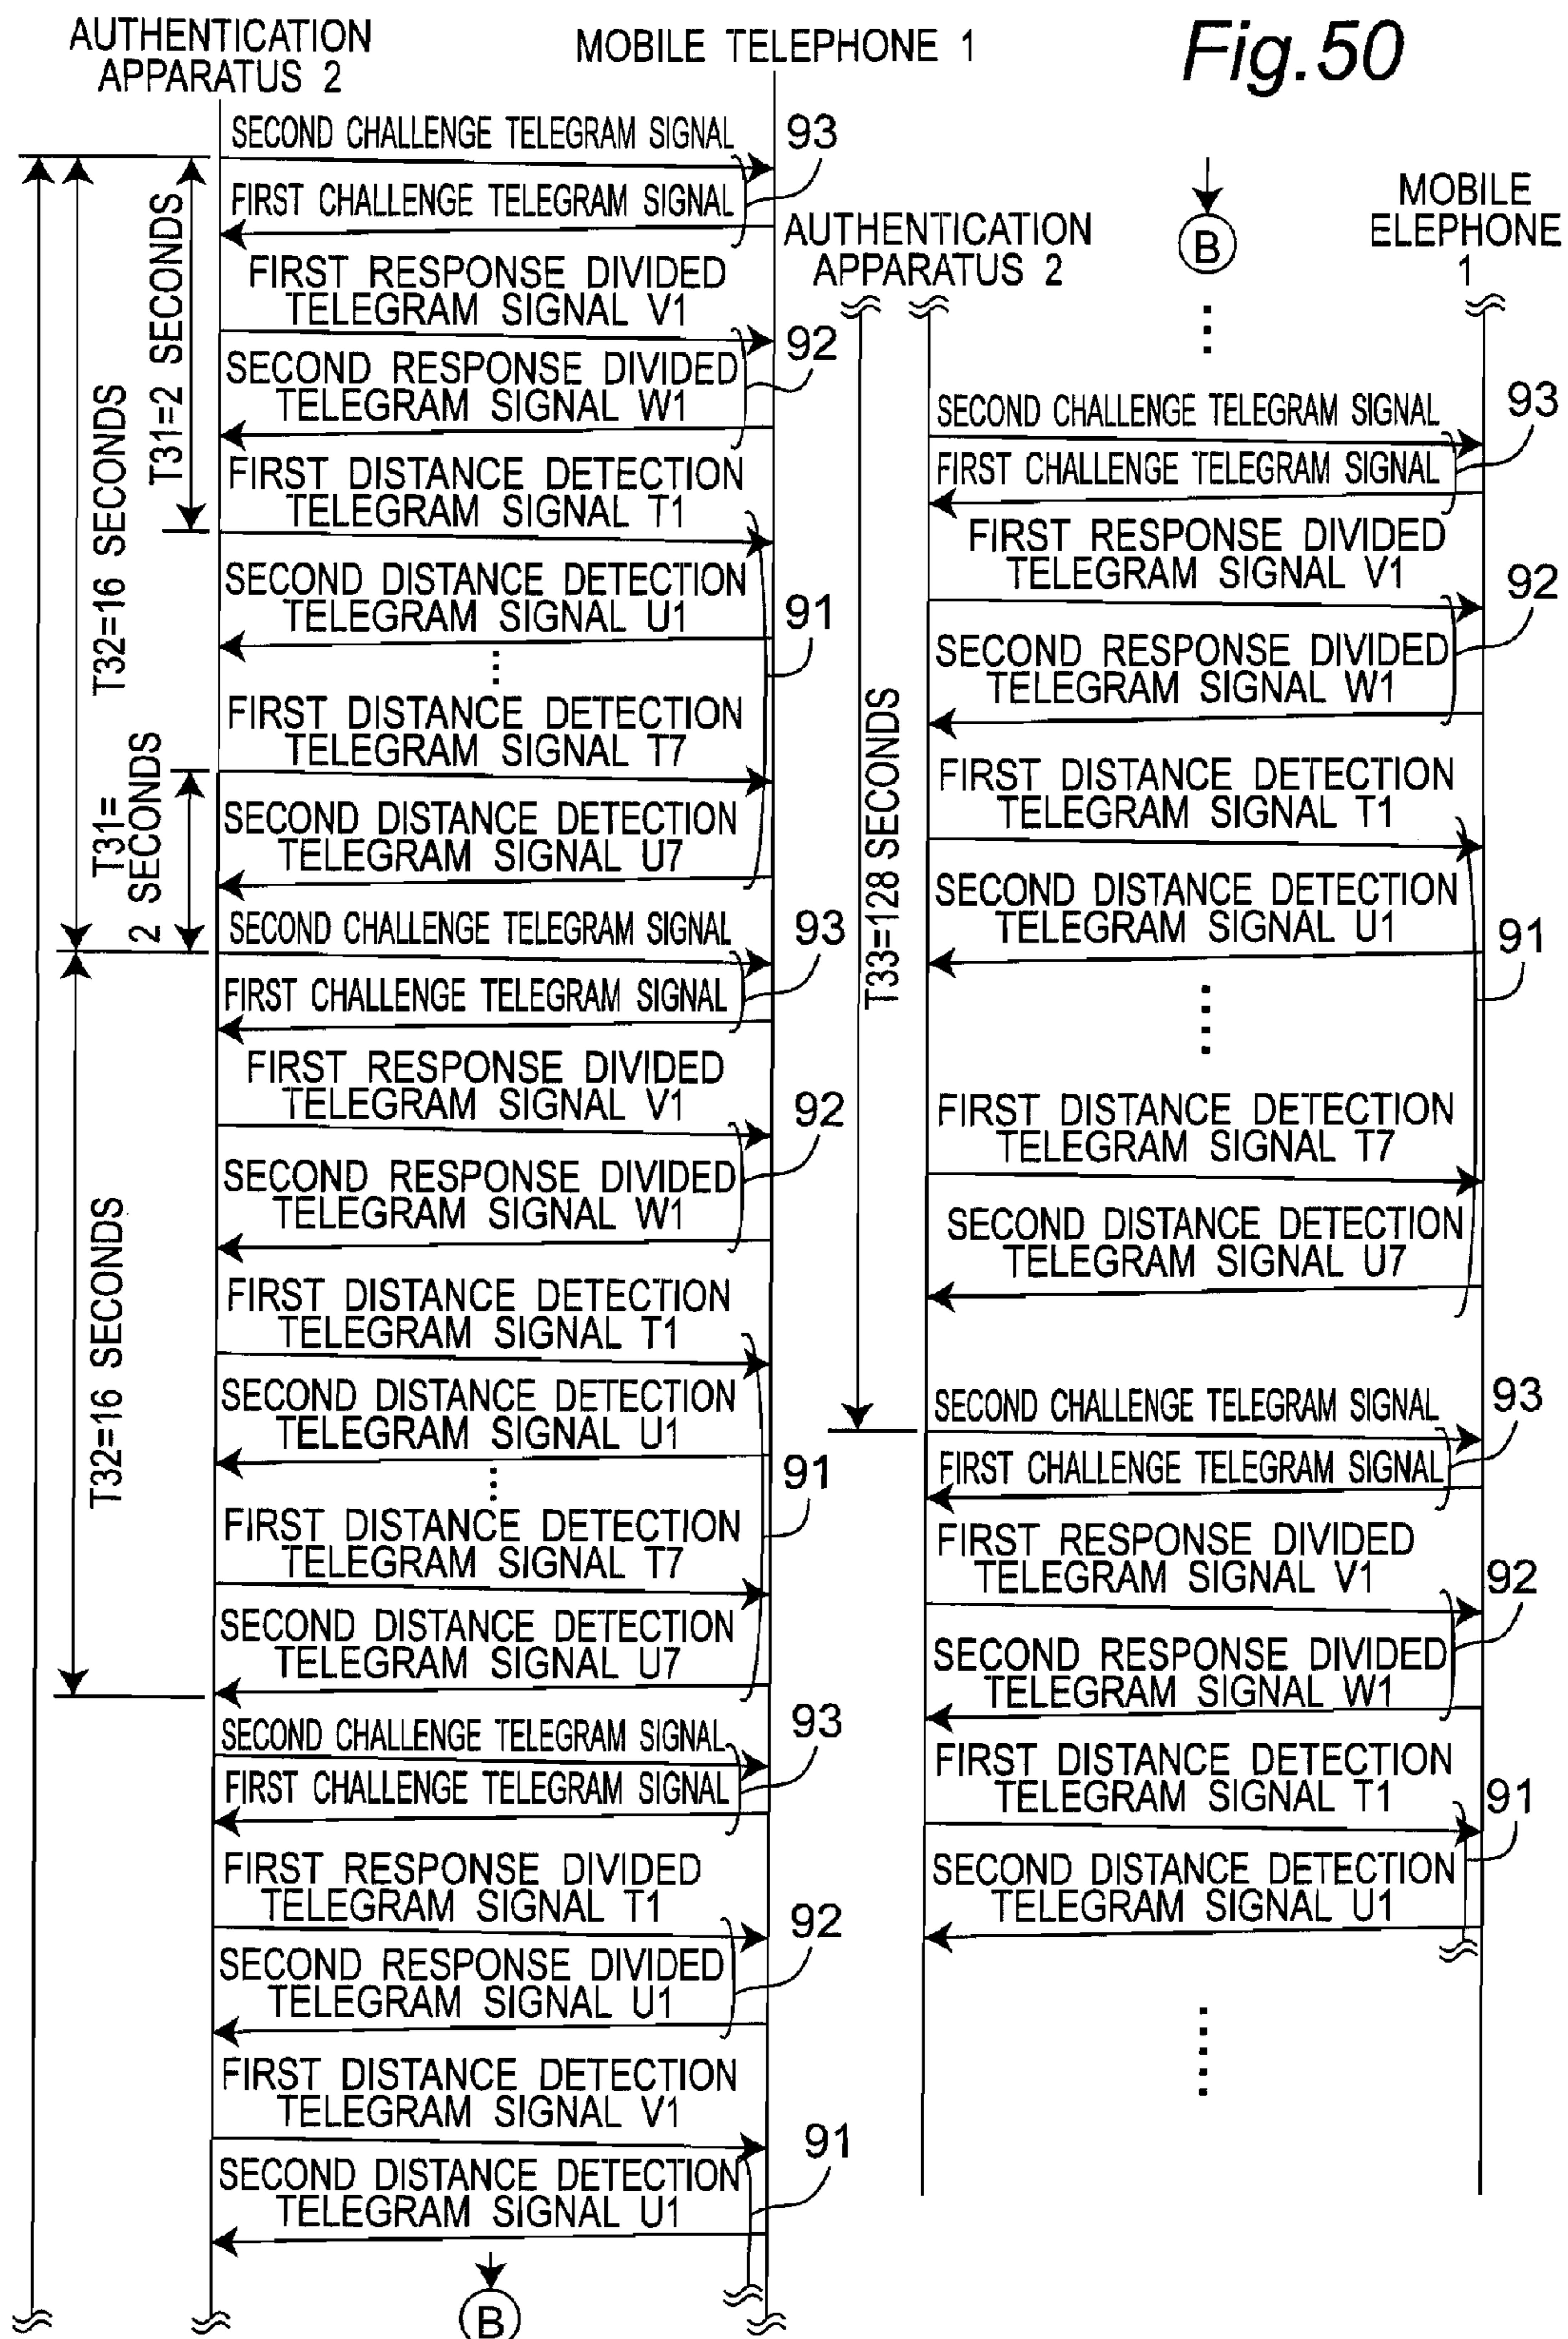 Fig.50
AUTHENTICATION
APPARATUS 2
MOBILE TELEPHONE 1
SECOND CHALLENGE TELEGRAM SIGNAL
93
FIRST CHALLENGE TELEGRAM SIGNAL
FIRST RESPONSE DIVIDED
TELEGRAM SIGNAL V1
92
SECOND RESPONSE DIVIDED
TELEGRAM SIGNAL W1
T31=2 SECONDS
T32=16 SECONDS
FIRST DISTANCE DETECTION
TELEGRAM SIGNAL T1
SECOND DISTANCE DETECTION
TELEGRAM SIGNAL U1
91
FIRST DISTANCE DETECTION
TELEGRAM SIGNAL T7
T31=
2 SECONDS
SECOND DISTANCE DETECTION
TELEGRAM SIGNAL U7
SECOND CHALLENGE TELEGRAM SIGNAL
93
FIRST CHALLENGE TELEGRAM SIGNAL
FIRST RESPONSE DIVIDED
TELEGRAM SIGNAL V1
92
SECOND RESPONSE DIVIDED
TELEGRAM SIGNAL W1
T32=16 SECONDS
FIRST DISTANCE DETECTION
TELEGRAM SIGNAL T1
SECOND DISTANCE DETECTION
TELEGRAM SIGNAL U1
91
FIRST DISTANCE DETECTION
TELEGRAM SIGNAL T7
SECOND DISTANCE DETECTION
TELEGRAM SIGNAL U7
SECOND CHALLENGE TELEGRAM SIGNAL
93
FIRST CHALLENGE TELEGRAM SIGNAL
FIRST RESPONSE DIVIDED
TELEGRAM SIGNAL T1
92
SECOND RESPONSE DIVIDED
TELEGRAM SIGNAL U1
FIRST DISTANCE DETECTION
TELEGRAM SIGNAL V1
91
SECOND DISTANCE DETECTION
TELEGRAM SIGNAL U1
B
B
AUTHENTICATION
APPARATUS 2
MOBILE
ELEPHONE
1
SECOND CHALLENGE TELEGRAM SIGNAL
93
FIRST CHALLENGE TELEGRAM SIGNAL
FIRST RESPONSE DIVIDED
TELEGRAM SIGNAL V1
92
SECOND RESPONSE DIVIDED
TELEGRAM SIGNAL W1
T33=128 SECONDS
FIRST DISTANCE DETECTION
TELEGRAM SIGNAL T1
SECOND DISTANCE DETECTION
TELEGRAM SIGNAL U1
91
FIRST DISTANCE DETECTION
TELEGRAM SIGNAL T7
SECOND DISTANCE DETECTION
TELEGRAM SIGNAL U7
SECOND CHALLENGE TELEGRAM SIGNAL
93
FIRST CHALLENGE TELEGRAM SIGNAL
FIRST RESPONSE DIVIDED
TELEGRAM SIGNAL V1
92
SECOND RESPONSE DIVIDED
TELEGRAM SIGNAL W1
FIRST DISTANCE DETECTION
TELEGRAM SIGNAL T1
91
SECOND DISTANCE DETECTION
TELEGRAM SIGNAL U1